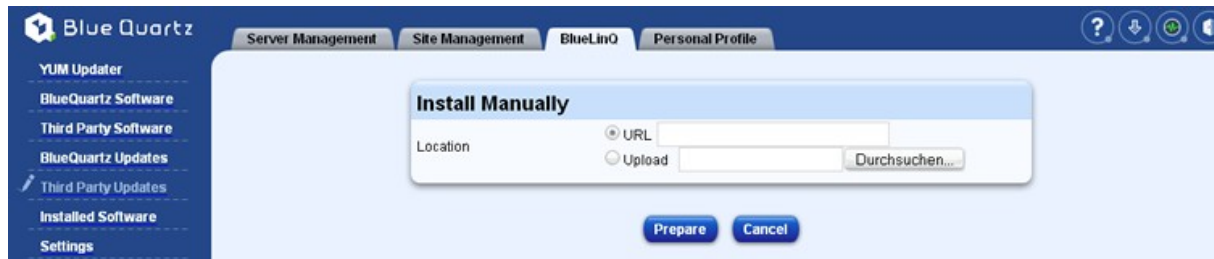 Blue Quartz
Server Management
Site Management
BlueLinQ
Personal Profile
?
YUM Updater
BlueQuartz Software
Third Party Software
BlueQuartz Updates
Third Party Updates
Installed Software
Settings
Install Manually
Location
URL
Upload
Durchsuchen...
Prepare
Cancel